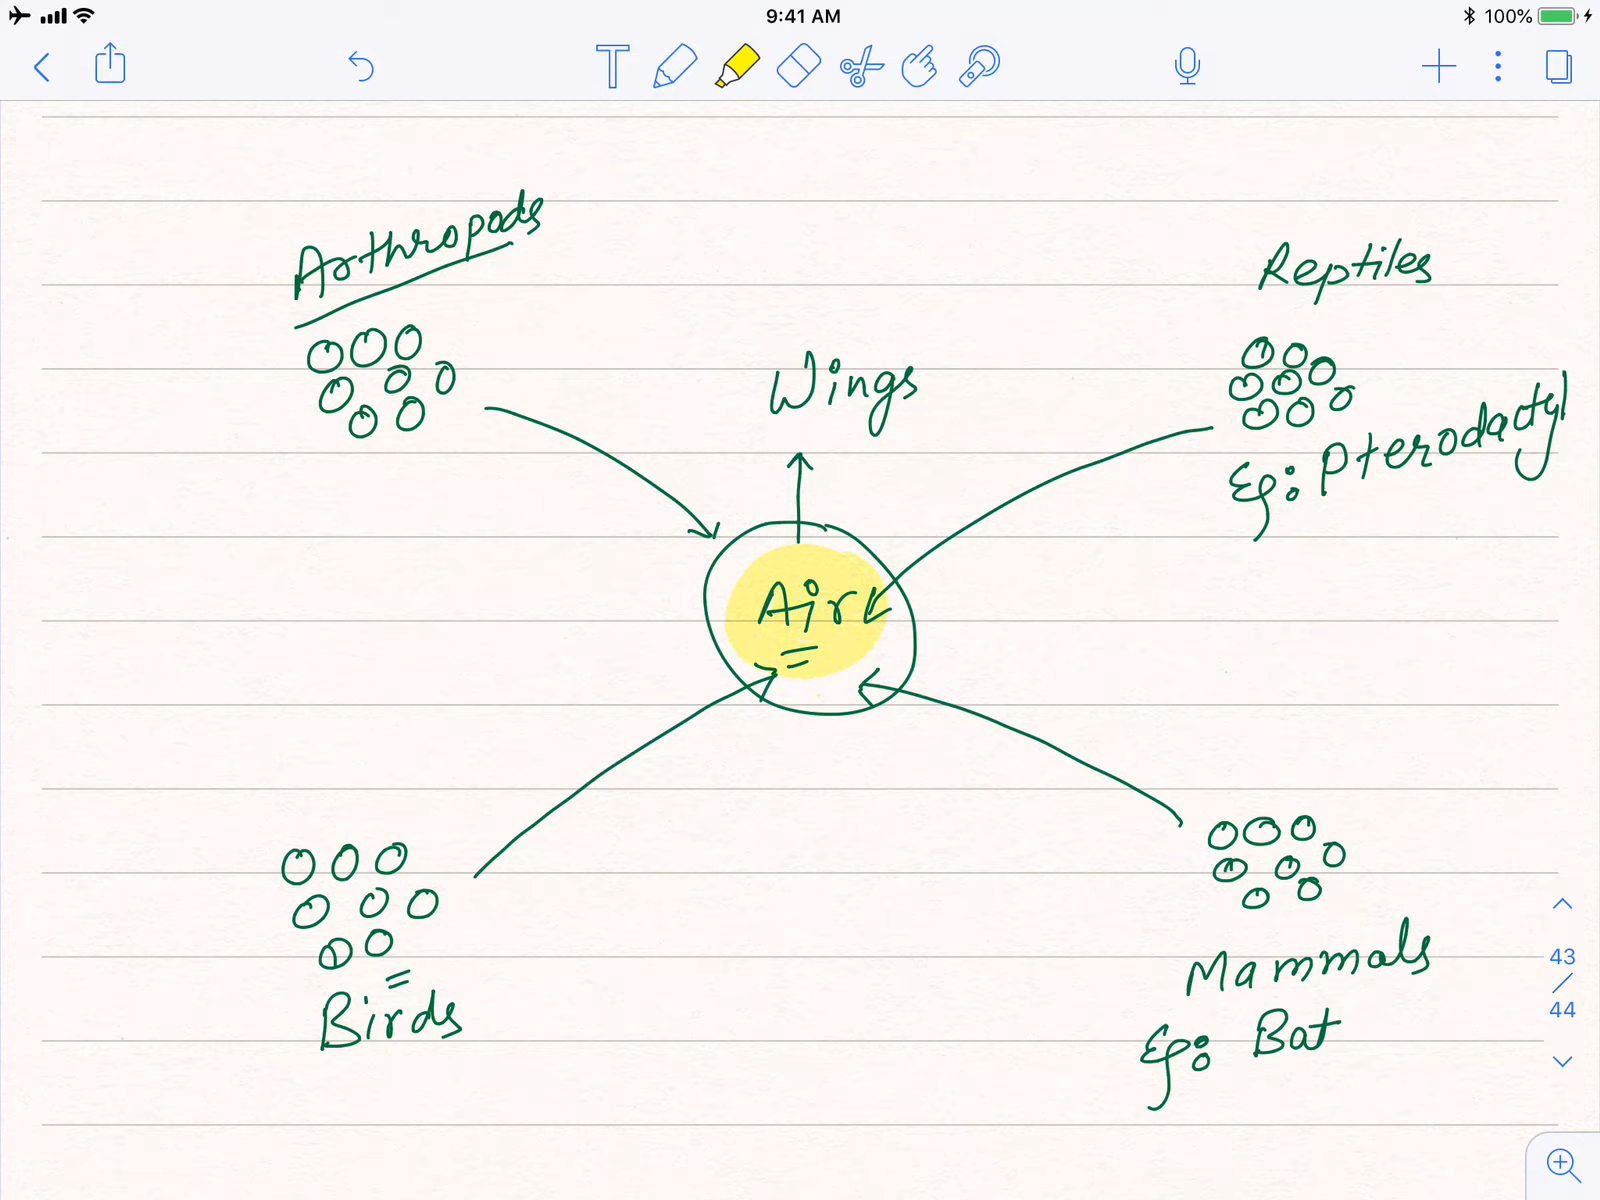 9:41 AM
100%
T
Arthropods
Reptiles
Wings
Eg: Pterodactyl
Air
Birds
Mammals
Eg: Bat
43
/
44